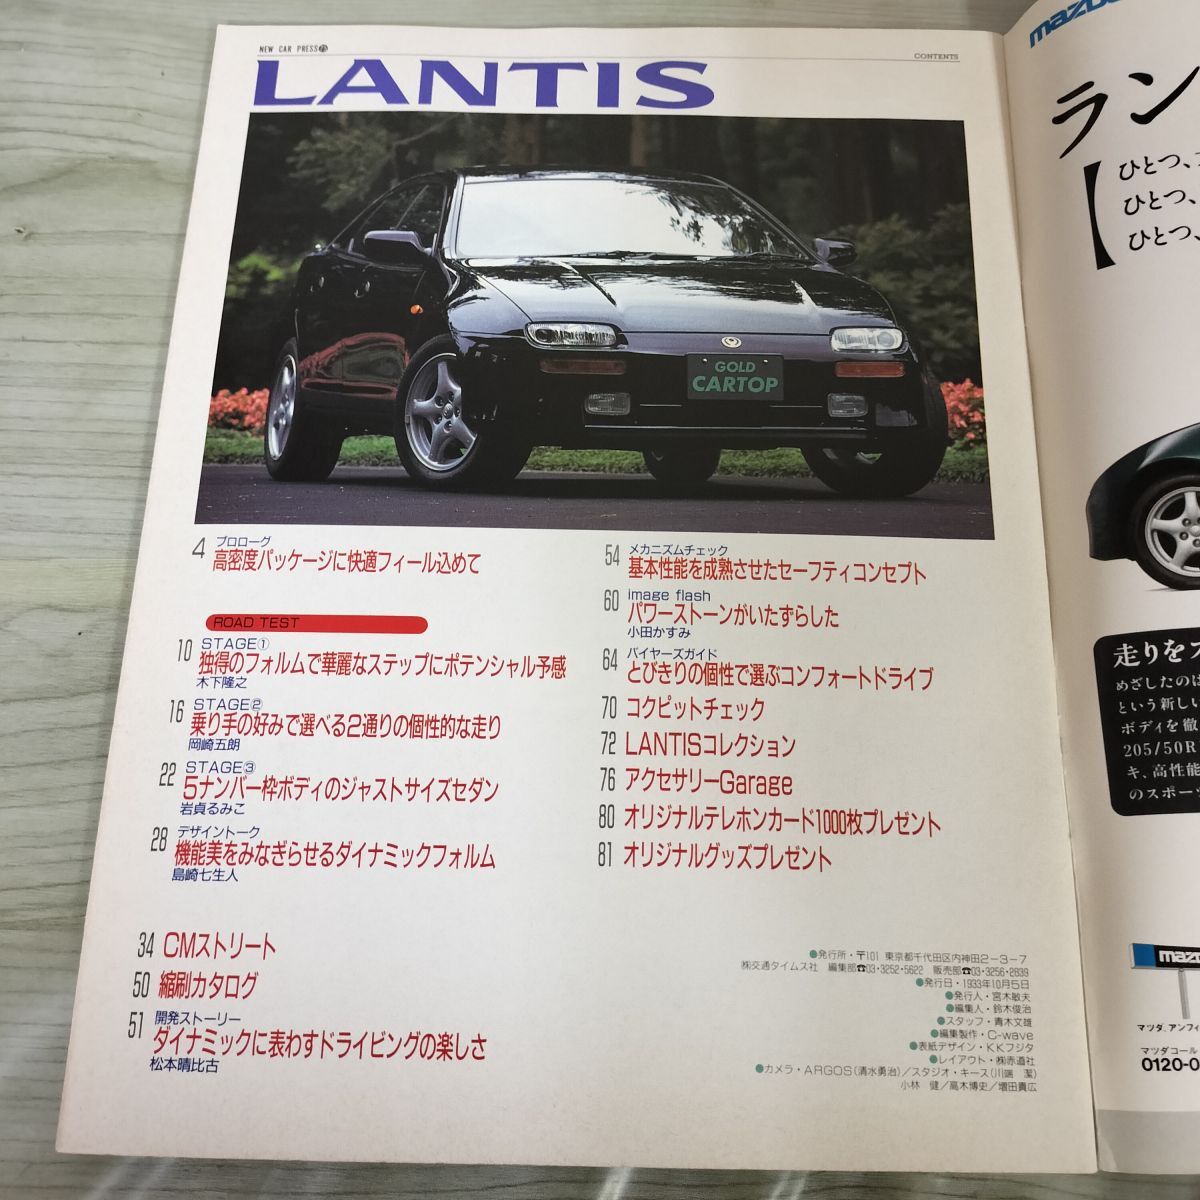 NEW CAR PRESS
CONTENTS
LANTIS
GOLD
CARTOP
4 プロローグ
高密度パッケージに快適フィール込めて
ROAD TEST
10 STAGE①
独得のフォルムで華麗なステップにポテンシャル予感
木下隆之
16 STAGE②
乗り手の好みで選べる2通りの個性的な走り
岡崎五朗
22 STAGE③
5ナンバー枠ボディのジャストサイズセダン
岩貞るみこ
28 デザイントーク
機能美をみなぎらせるダイナミックフォルム
島崎七生人
34 CMストリート
50 縮刷カタログ
51 開発ストーリー
ダイナミックに表わすドライビングの楽しさ
松本晴比古
54 メカニズムチェック
基本性能を成熟させたセーフティコンセプト
60 image flash
パワーストーンがいたずらした
小田かすみ
64 バイヤーズガイド
とびきりの個性で選ぶコンフォートドライブ
70 コクピットチェック
72 LANTISコレクション
76 アクセサリーGarage
80 オリジナルテレホンカード1000枚プレゼント
81 オリジナルグッズプレゼント
●発行所・〒101 東京都千代田区内神田2-3-7
㈱交通タイムス社 編集部☎03・3252・5622 販売部☎03・3256・2839
●発行日・1933年10月5日
●発行人・宮木敏夫
●編集人・鈴木俊治
●スタッフ・青木文雄
●編集製作・C-wave
●表紙デザイン・KKフジタ
●レイアウト・㈱赤道社
●カメラ・ARGOS(清水勇治)/スタジオ・キース(川端 潔)
小林 健/高木博史/増田貴広
mazda
ラン
【ひとつ、
ひとつ、
ひとつ、
走りを
めざしたのは
という新しい
ボディを徹
205/50R
キ、高性能
のスポー
mazda
マツダ、アンフィ
マツダコール
0120-0